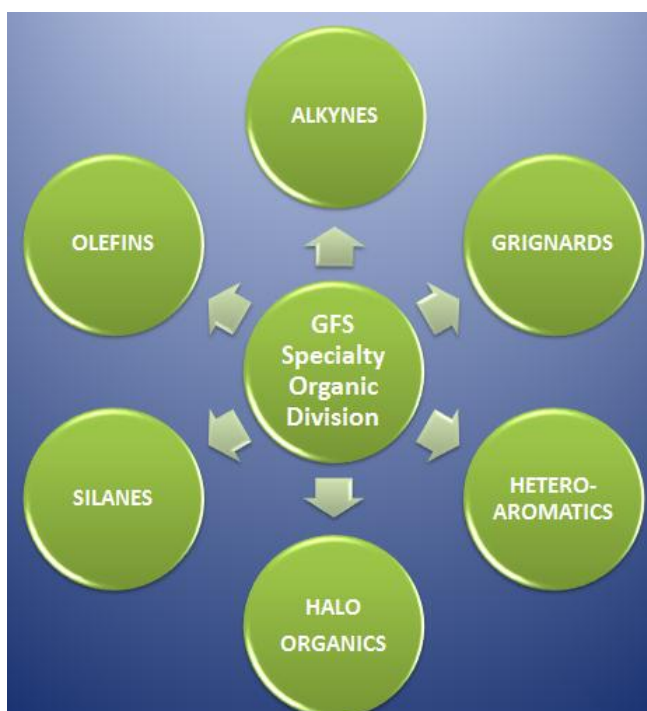 ALKYNES
OLEFINS
GRIGNARDS
GFS
Specialty
Organic
Division
SILANES
HETERO-
AROMATICS
HALO
ORGANICS